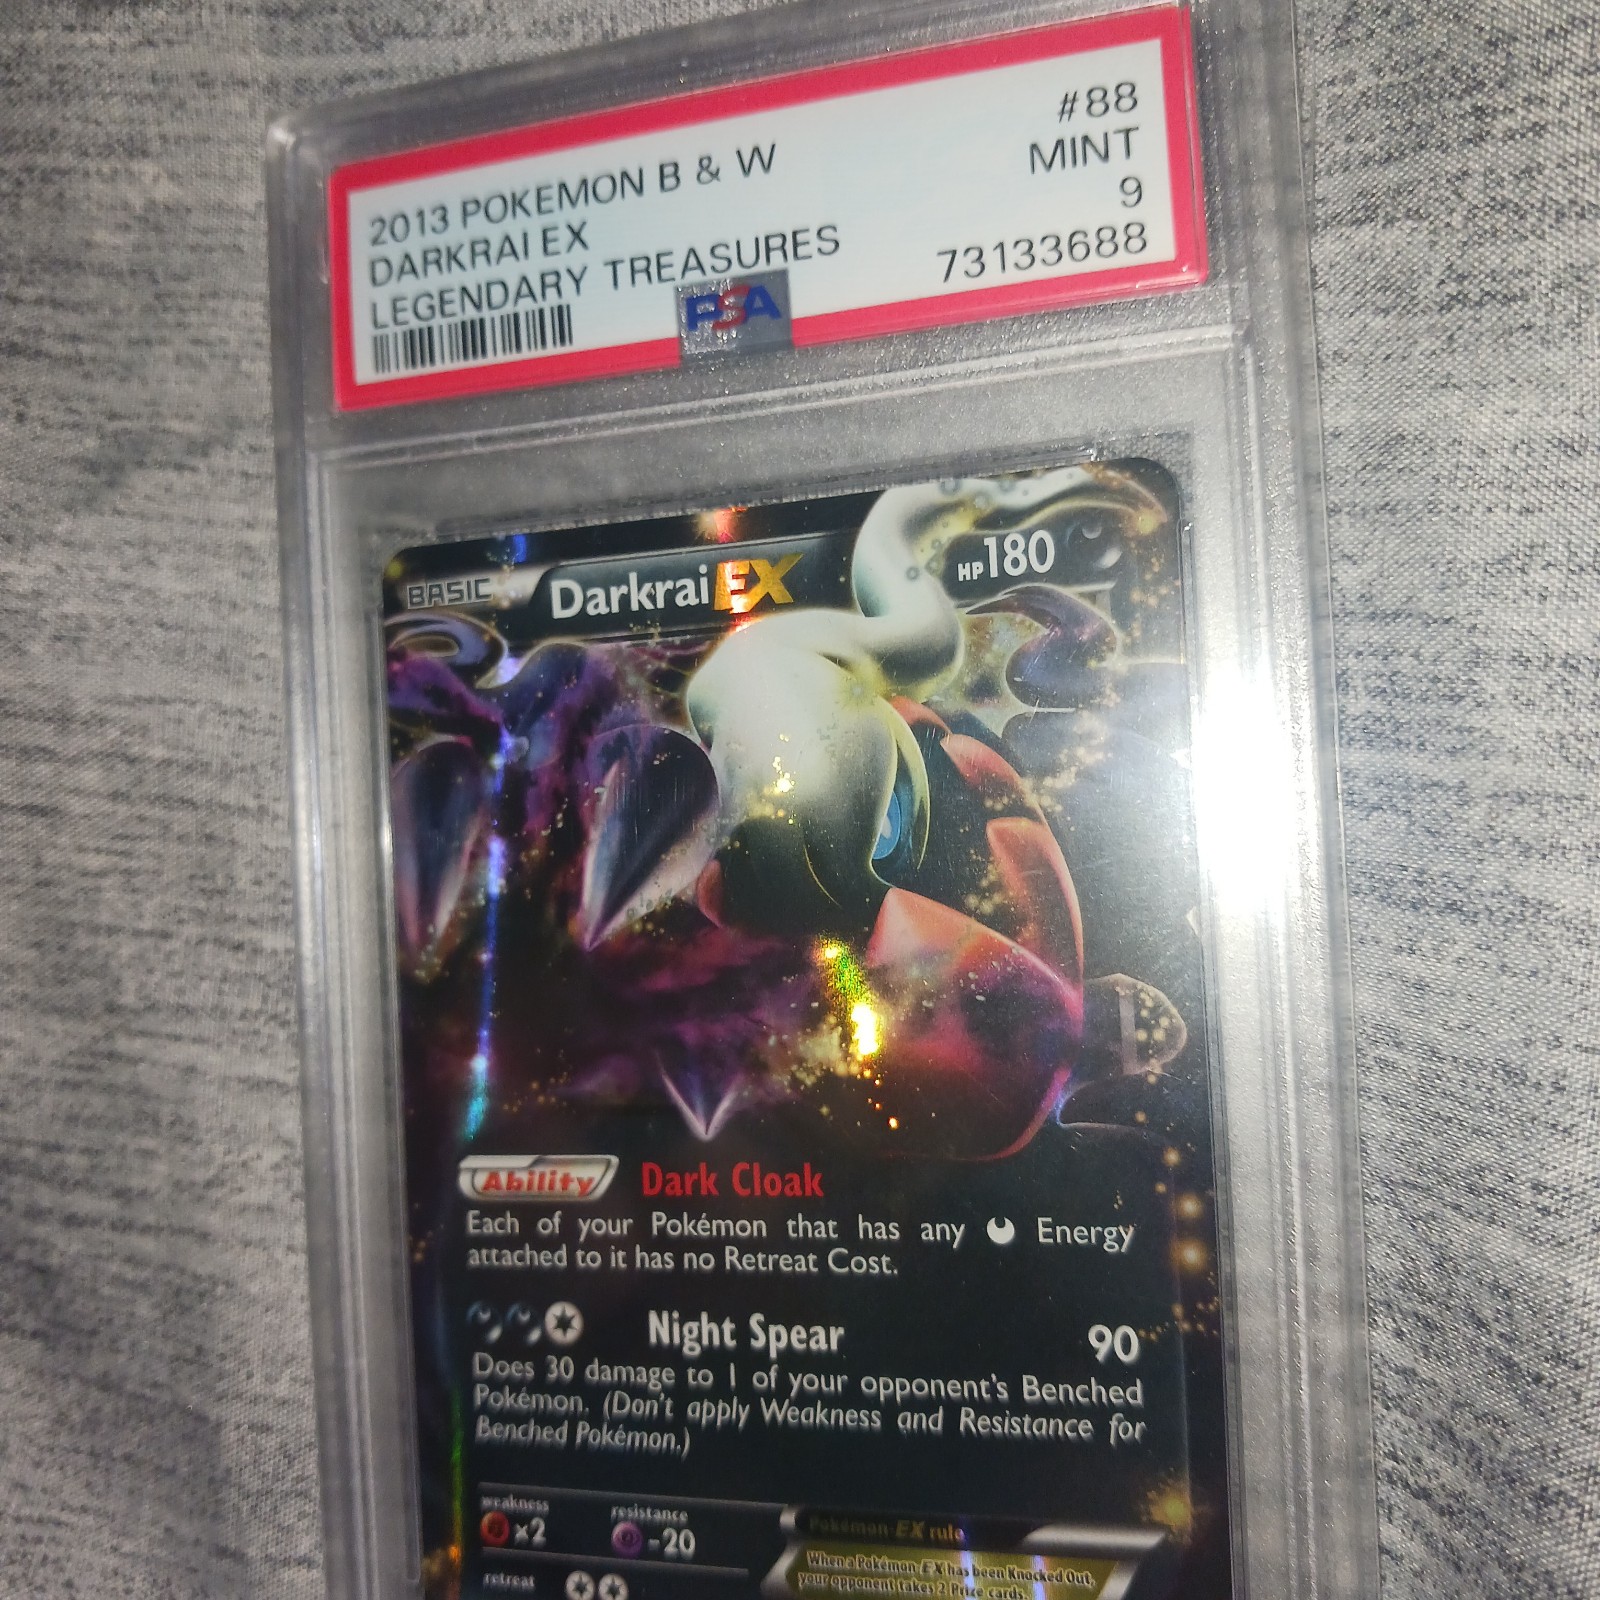 2013 POKEMON B & W
#88
DARKRAI EX
MINT
LEGENDARY TREASURES
9
73133688
PSA
BASIC
Darkrai EX
HP180
Ability Dark Cloak
Each of your Pokémon that has any Energy
attached to it has no Retreat Cost.
Night Spear 90
Does 30 damage to 1 of your opponent's Benched
Pokémon. (Don't apply Weakness and Resistance for
Benched Pokémon.)
weakness
×2
resistance
-20
retreat
Pokémon-EX rule
When a Pokémon-EX has been Knocked Out,
your opponent takes 2 Prize cards.